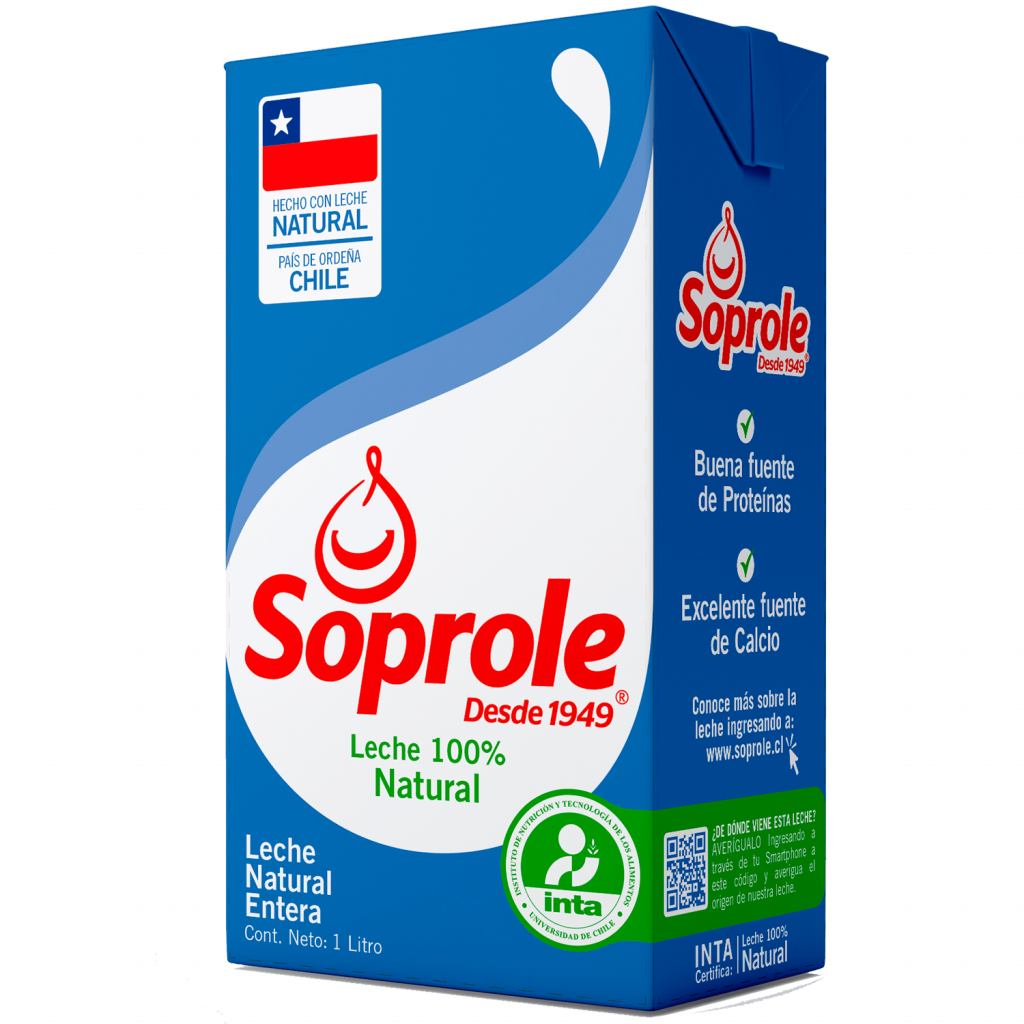 HECHO CON LECHE
NATURAL
PAÍS DE ORDEÑA
CHILE
Soprole
Desde 1949®
Leche 100%
Natural
Leche
Natural
Entera
Cont. Neto: 1 Litro
INSTITUTO DE NUTRICIÓN Y TECNOLOGÍA DE LOS ALIMENTOS
inta
UNIVERSIDAD DE CHILE
Soprole
Desde 1949®
Buena fuente
de Proteínas
Excelente fuente
de Calcio
Conoce más sobre la
leche ingresando a:
www.soprole.cl
¿DE DÓNDE VIENE ESTA LECHE?
AVERÍGUALO Ingresando a
través de tu Smartphone a
este código y averigua el
origen de nuestra leche.
INTA
Certifica:
Leche 100%
Natural